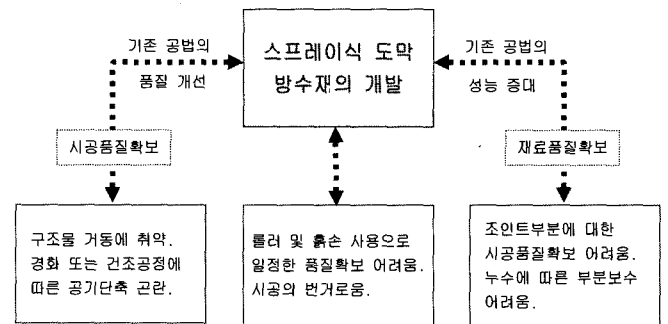 기존 공법의
품질 개선
스프레이식 도막
방수재의 개발
기존 공법의
성능 증대
시공품질확보
재료품질확보
구조물 거동에 취약.
경화 또는 건조공정에
따른 공기단축 곤란.
롤러 및 흙손 사용으로
일정한 품질확보 어려움.
시공의 번거로움.
조인트부분에 대한
시공품질확보 어려움.
누수에 따른 부분보수
어려움.